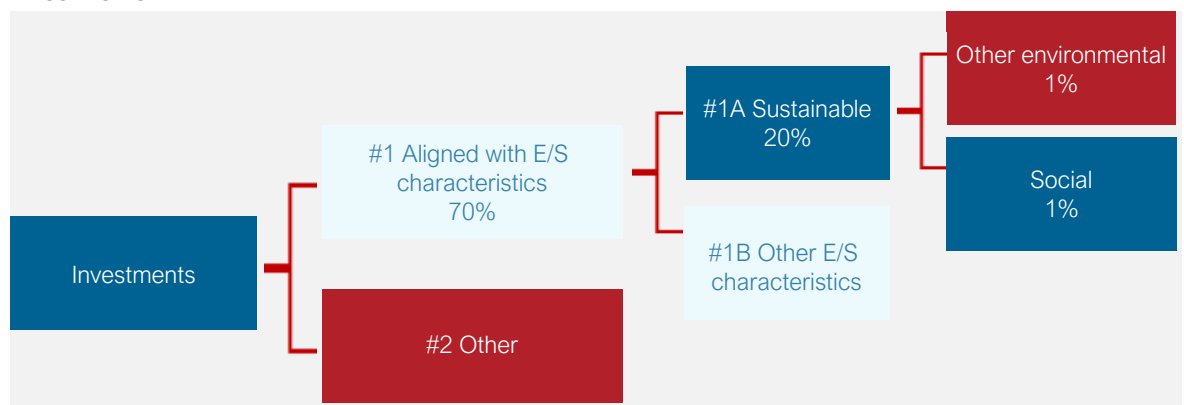 Investments
#1 Aligned with E/S
characteristics
70%
#2 Other
#1A Sustainable
20%
#1B Other E/S
characteristics
Other environmental
1%
Social
1%